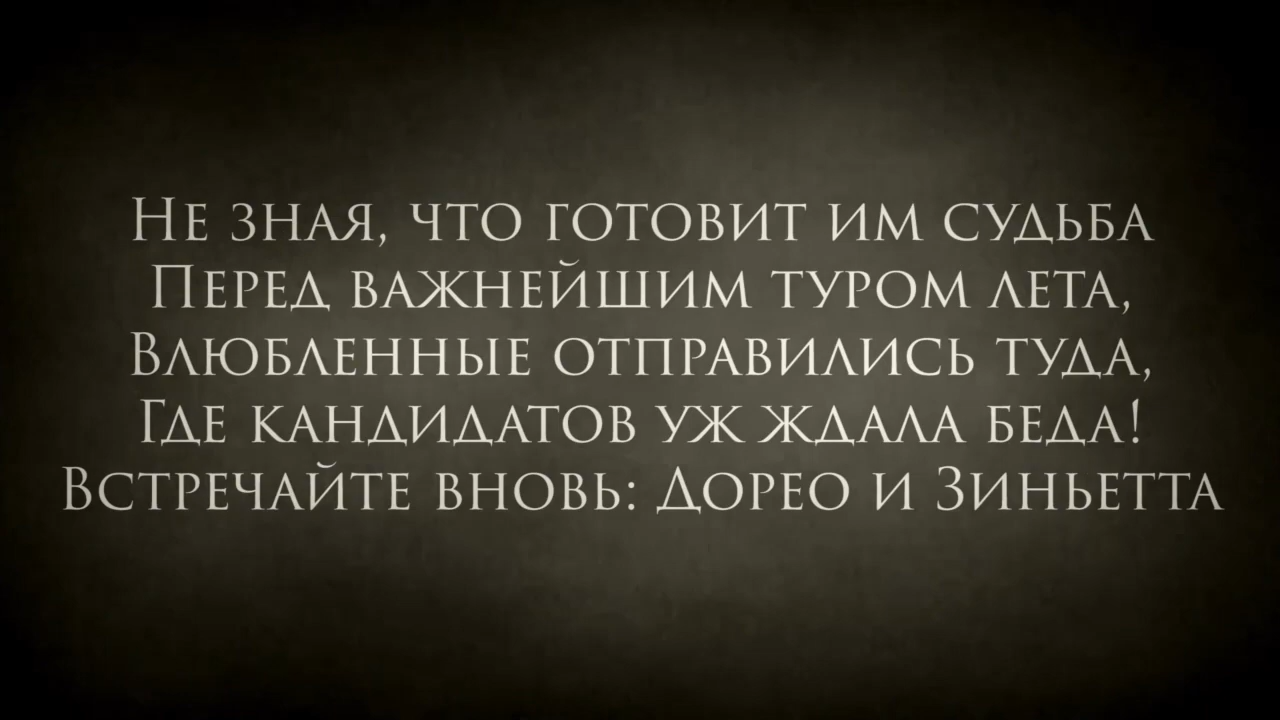 Не зная, что готовит им судьба
Перед важнейшим туром лета,
Влюбленные отправились туда,
Где кандидатов уж ждала беда!
Встречайте вновь: Дорео и Зиньетта